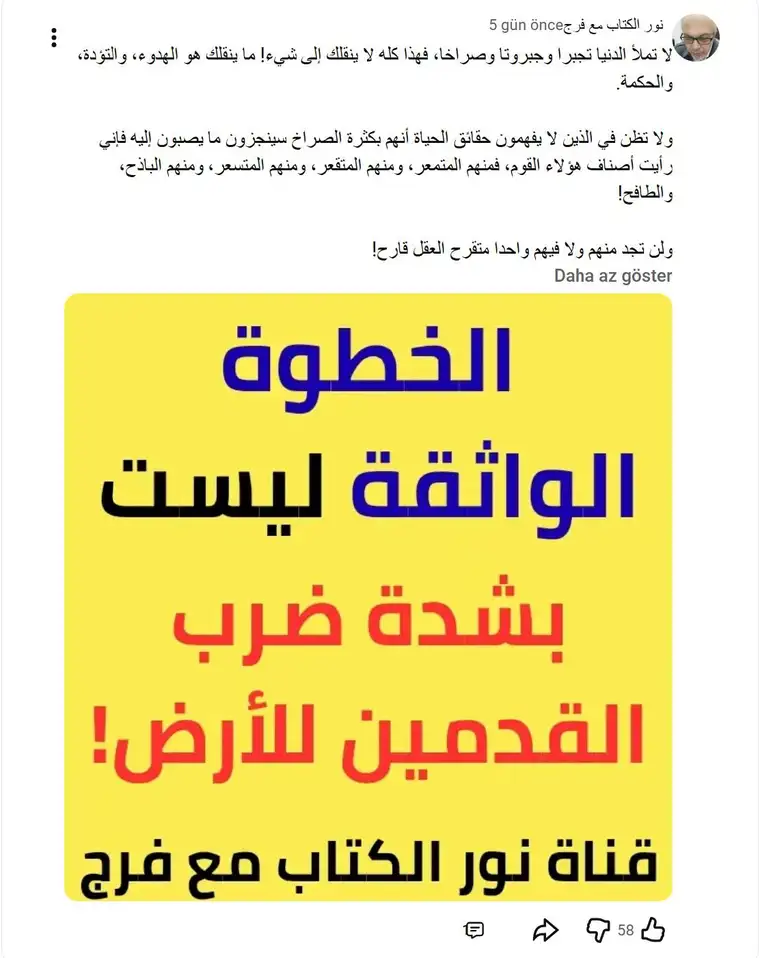 نور الكتاب مع فرج 5 gün önce
لا تملأ الدنيا تجبرا وجبروتا وصراخا، فهذا كله لا ينقلك إلى شيء! ما ينقلك هو الهدوء، والتؤدة،
والحكمة.
ولا تظن في الذين لا يفهمون حقائق الحياة أنهم بكثرة الصراخ سينجزون ما يصبون إليه فإني
رأيت أصناف هؤلاء القوم، فمنهم المتمعر، ومنهم المتقعر، ومنهم المتسعر، ومنهم الباذح،
والطافح!
ولن تجد منهم ولا فيهم واحدا متقرح العقل قارح!
Daha az göster
الخطوة
الواثقة ليست
بشدة ضرب
القدمين للأرض!
قناة نور الكتاب مع فرج
58